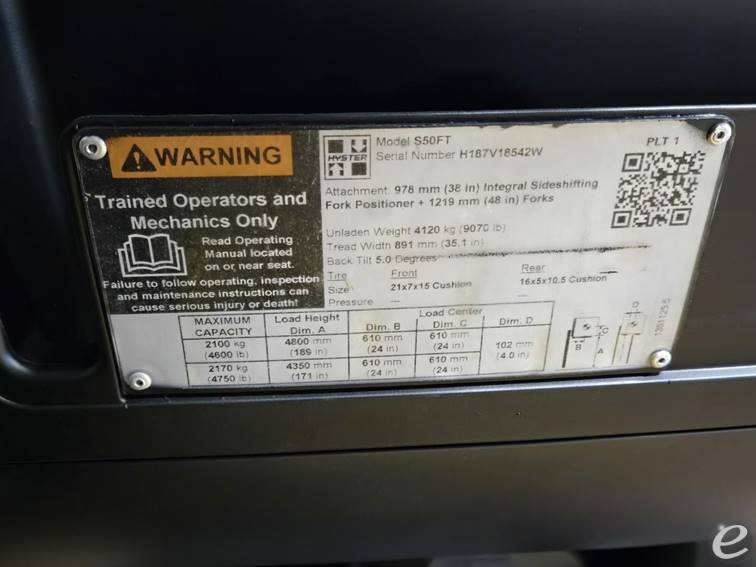 WARNING
Trained Operators and
Mechanics Only
Read Operating
Manual located
on or near seat.
Failure to follow operating, inspection
and maintenance instructions can
cause serious injury or death!
HYSTER
Model S50FT
Serial Number H187V18542W
PLT 1
Attachment: 978 mm (38 in) Integral Sideshifting
Fork Positioner + 1219 mm (48 in) Forks
Unladen Weight 4120 kg (9070 lb)
Tread Width 891 mm (35.1 in)
Back Tilt 5.0 Degrees
Tire Front Rear
Size 21x7x15 Cushion 16x5x10.5 Cushion
Pressure
MAXIMUM CAPACITY Load Height Dim. A Load Center Dim. B Dim. C Dim. D
2100 kg 4800 mm 610 mm 610 mm 102 mm
(4600 lb) (189 in) (24 in) (24 in) (4.0 in)
2170 kg 4350 mm 610 mm 610 mm
(4750 lb) (171 in) (24 in) (24 in)
D
C
B
A
e